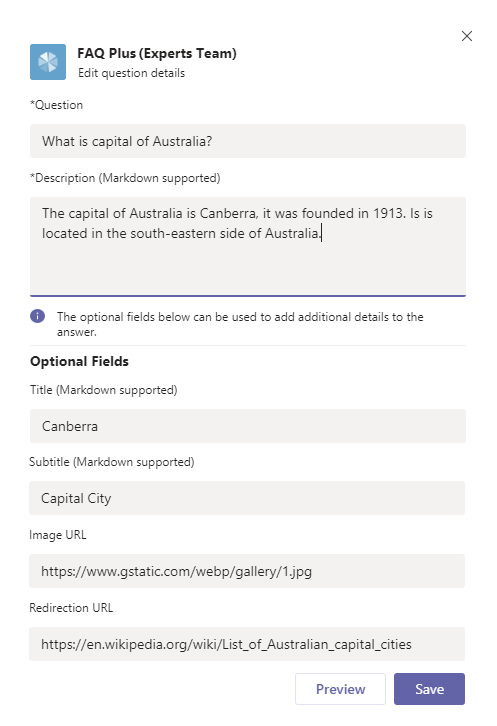 FAQ Plus (Experts Team)
Edit question details
*Question
What is capital of Australia?
*Description (Markdown supported)
The capital of Australia is Canberra, it was founded in 1913. Is is
located in the south-eastern side of Australia.
The optional fields below can be used to add additional details to the
answer.
Optional Fields
Title (Markdown supported)
Canberra
Subtitle (Markdown supported)
Capital City
Image URL
https://www.gstatic.com/webp/gallery/1.jpg
Redirection URL
https://en.wikipedia.org/wiki/List_of_Australian_capital_cities
Preview Save